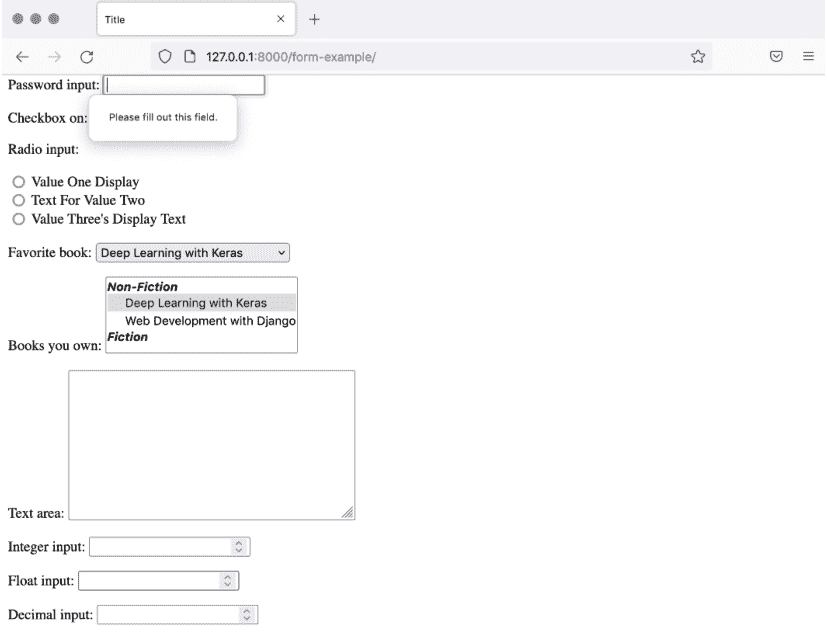 Title
127.0.0.1:8000/form-example/
Password input:
Please fill out this field.
Checkbox on:
Radio input:
Value One Display
Text For Value Two
Value Three's Display Text
Favorite book: Deep Learning with Keras
Non-Fiction
Deep Learning with Keras
Web Development with Django
Fiction
Books you own:
Text area:
Integer input:
Float input:
Decimal input: